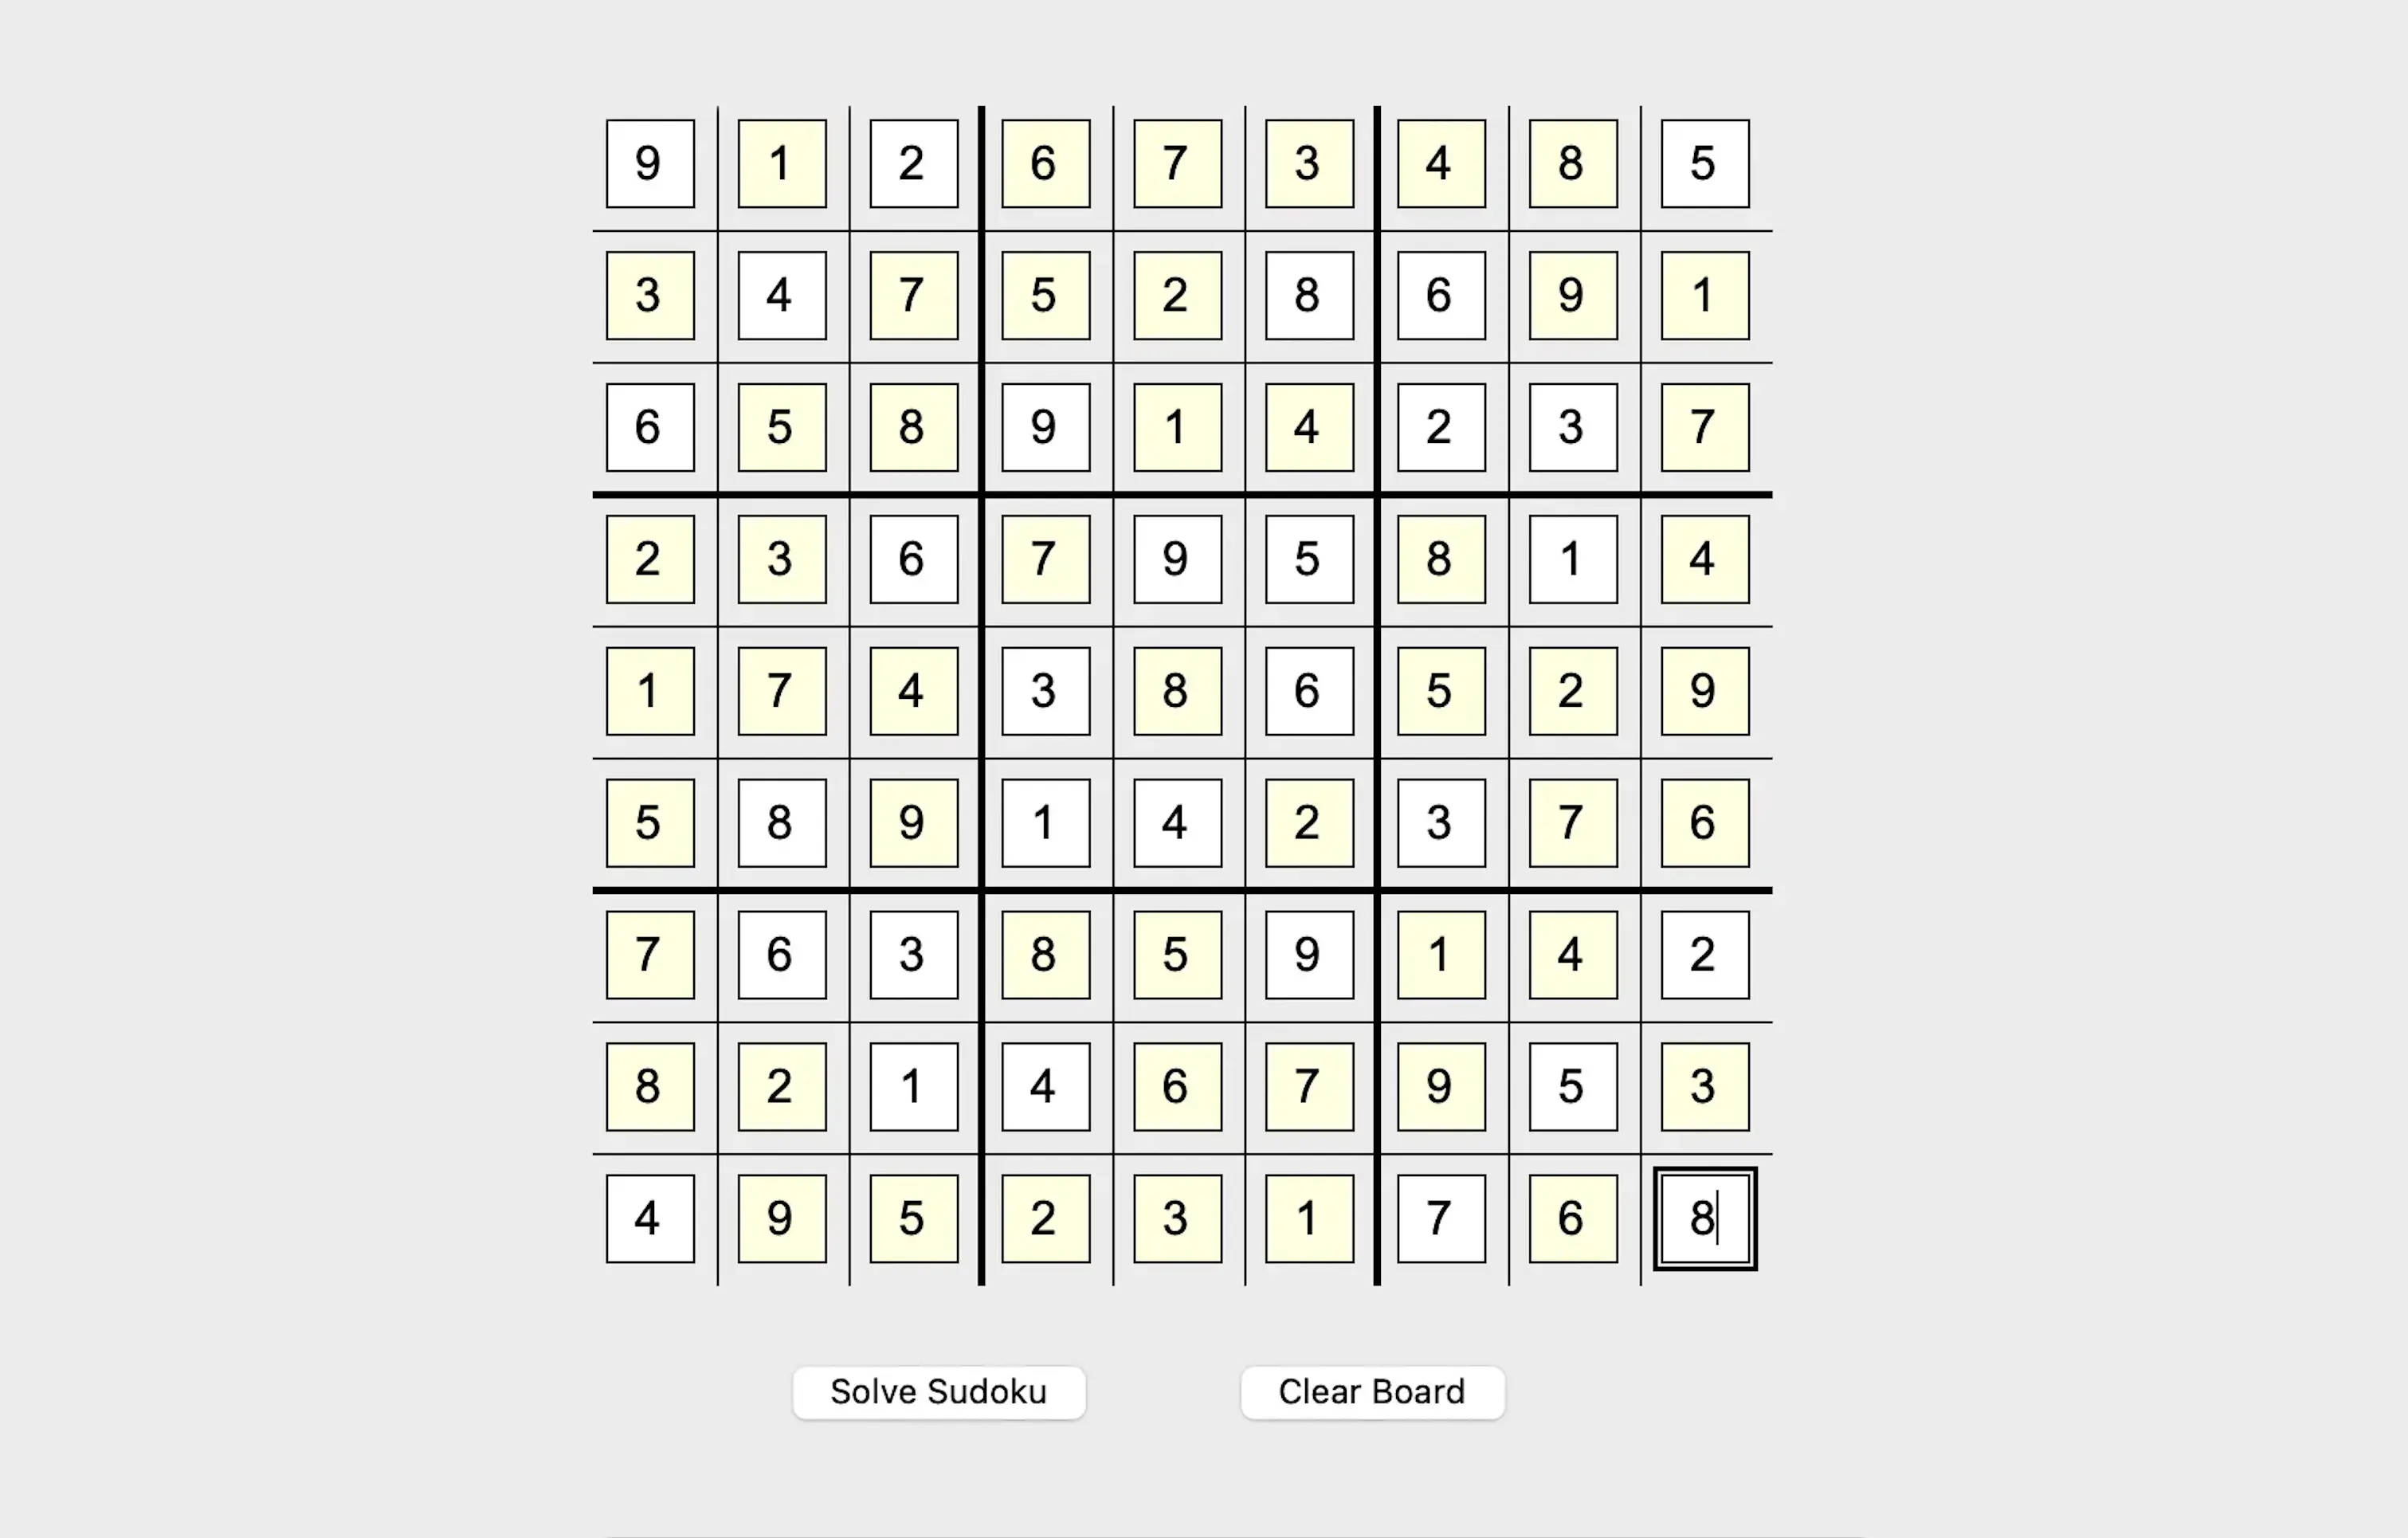 9 1 2 6 7 3 4 8 5
3 4 7 5 2 8 6 9 1
6 5 8 9 1 4 2 3 7
2 3 6 7 9 5 8 1 4
1 7 4 3 8 6 5 2 9
5 8 9 1 4 2 3 7 6
7 6 3 8 5 9 1 4 2
8 2 1 4 6 7 9 5 3
4 9 5 2 3 1 7 6 8
Solve Sudoku Clear Board